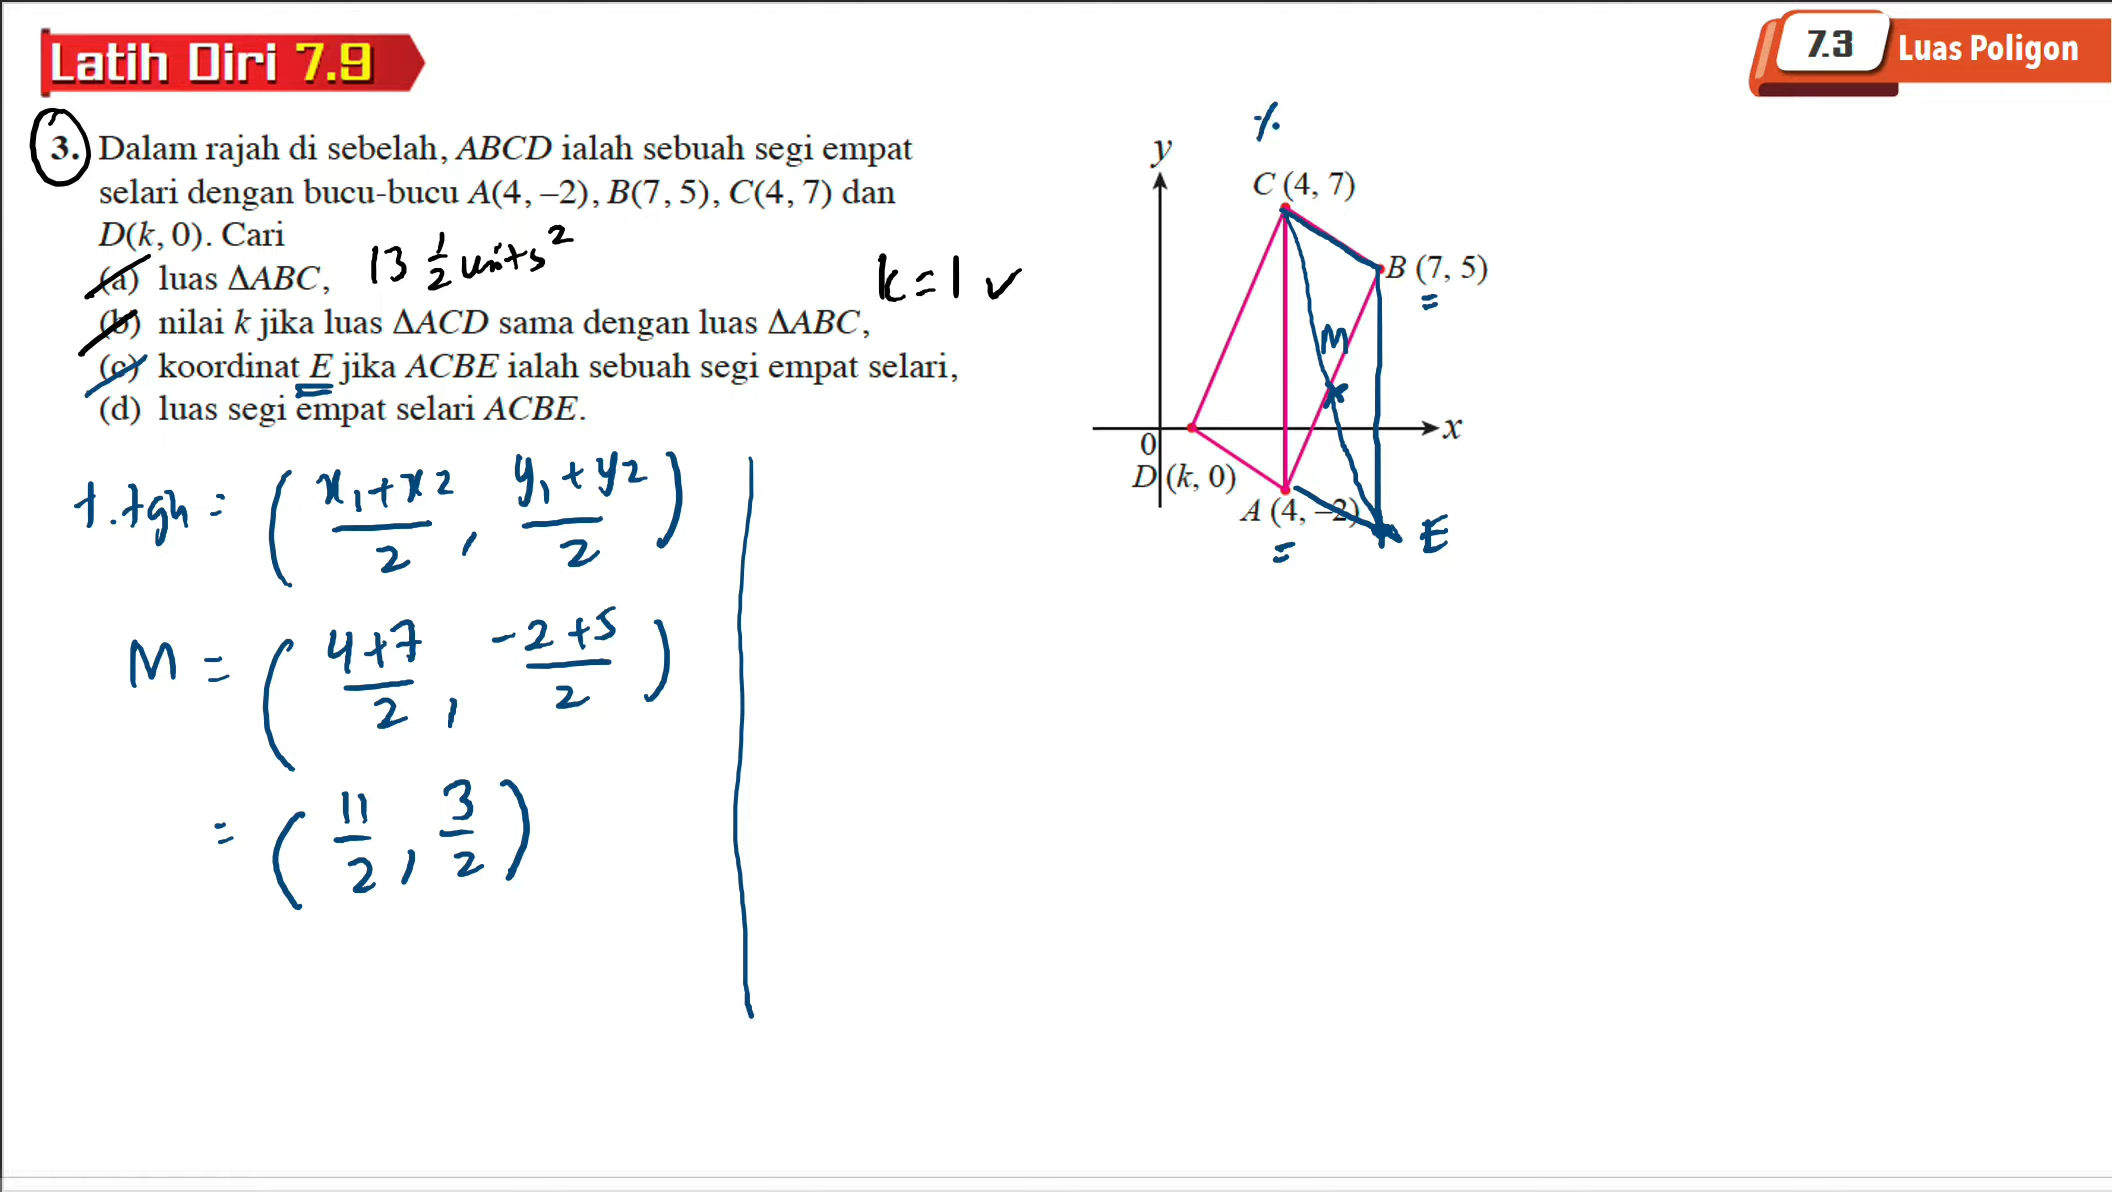 Latih Diri 7.9
7.3 Luas Poligon
3. Dalam rajah di sebelah, ABCD ialah sebuah segi empat
selari dengan bucu-bucu A(4, –2), B(7, 5), C(4, 7) dan
D(k, 0). Cari
(a) luas ΔABC, 13 1/2 units²
(b) nilai k jika luas ΔACD sama dengan luas ΔABC, k = 1 ✓
(c) koordinat E jika ACBE ialah sebuah segi empat selari,
(d) luas segi empat selari ACBE.
t.tgh = ( x₁+x2 / 2 , y₁+y2 / 2 )
M = ( 4+7 / 2 , -2+5 / 2 )
= ( 11/2 , 3/2 )
y
C (4, 7)
B (7, 5)
=
M
x
0
D (k, 0)
A (4, –2)
=
E